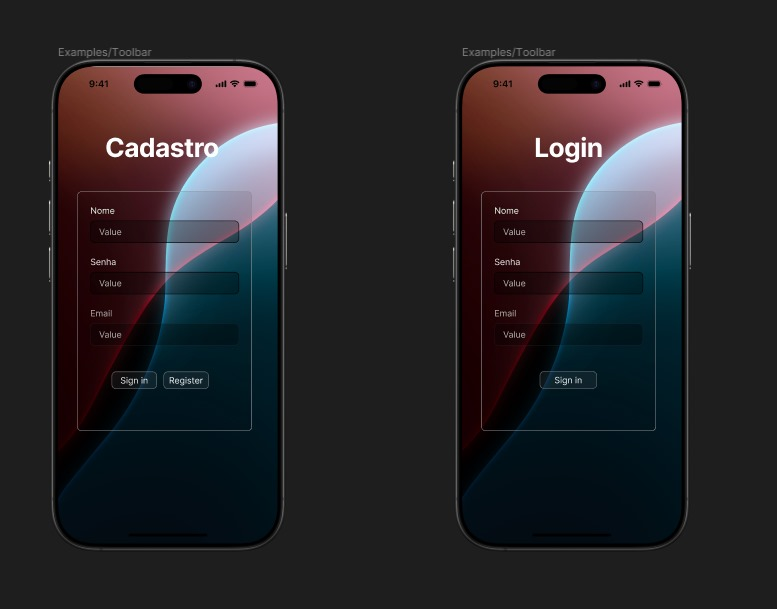 Examples/Toolbar
9:41
Cadastro
Nome
Value
Senha
Value
Email
Value
Sign in Register
Examples/Toolbar
9:41
Login
Nome
Value
Senha
Value
Email
Value
Sign in